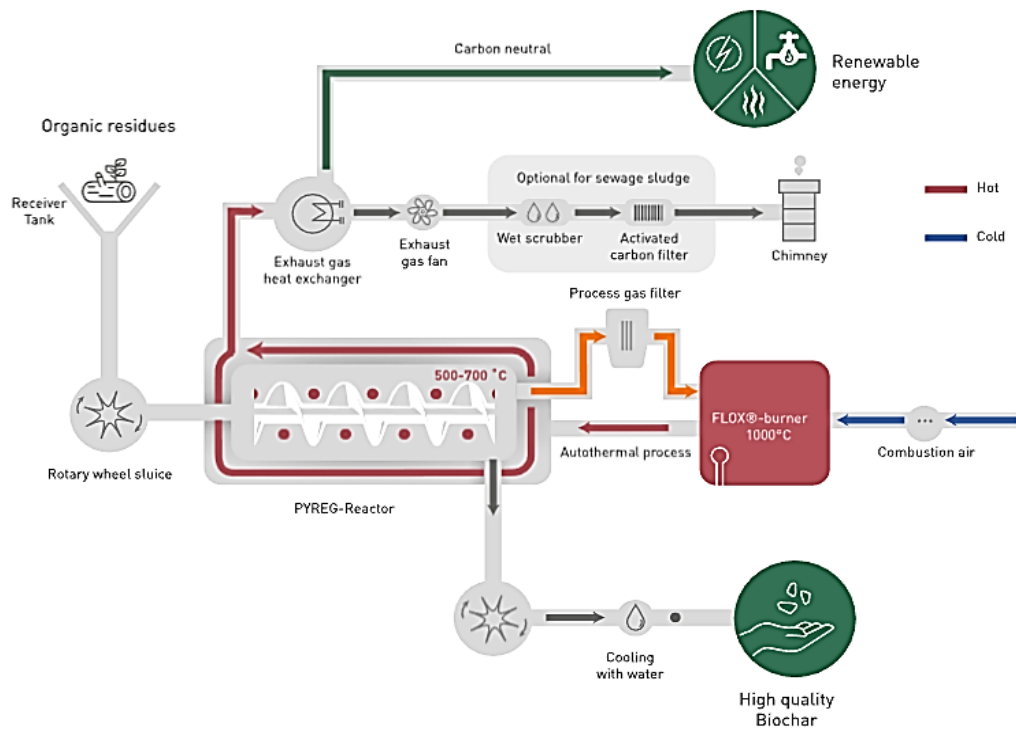 Carbon neutral
Renewable
energy
Organic residues
Receiver
Tank
Optional for sewage sludge
Hot
Cold
Exhaust gas
heat exchanger
Exhaust
gas fan
Wet scrubber
Activated
carbon filter
Chimney
Process gas filter
500-700 °C
FLOX®-burner
1000°C
Autothermal process
Combustion air
Rotary wheel sluice
PYREG-Reactor
Cooling
with water
High quality
Biochar